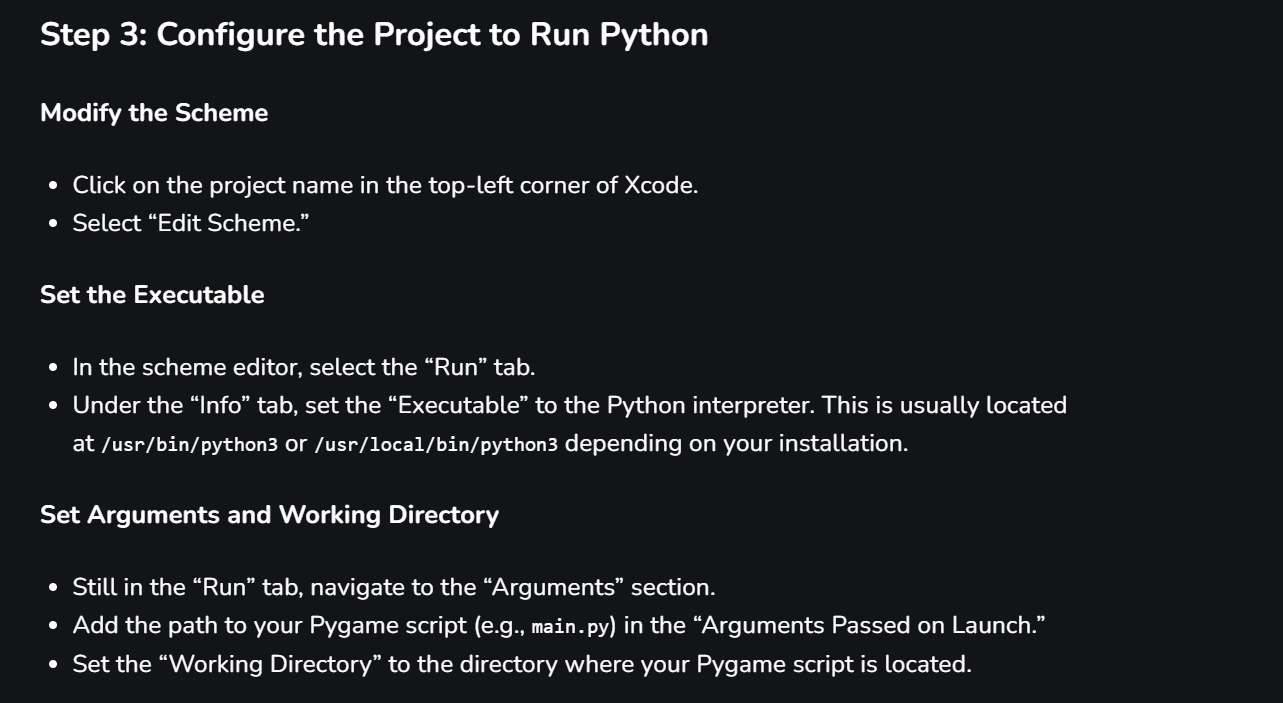 Step 3: Configure the Project to Run Python
Modify the Scheme
• Click on the project name in the top-left corner of Xcode.
• Select “Edit Scheme.”
Set the Executable
• In the scheme editor, select the “Run” tab.
• Under the “Info” tab, set the “Executable” to the Python interpreter. This is usually located
at /usr/bin/python3 or /usr/local/bin/python3 depending on your installation.
Set Arguments and Working Directory
• Still in the “Run” tab, navigate to the “Arguments” section.
• Add the path to your Pygame script (e.g., main.py) in the “Arguments Passed on Launch.”
• Set the “Working Directory” to the directory where your Pygame script is located.